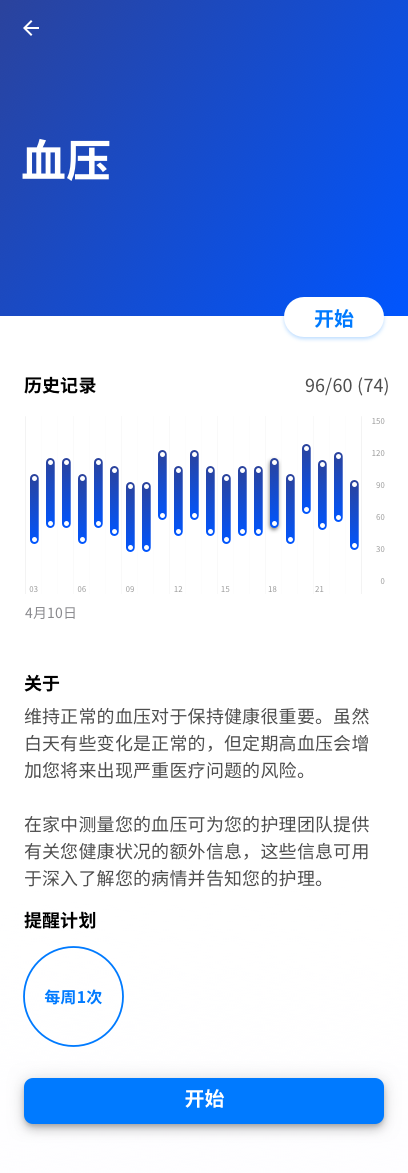 血压
开始
历史记录
96/60 (74)
150
120
90
60
30
0
03 06 09 12 15 18 21
4月10日
关于
维持正常的血压对于保持健康很重要。虽然
白天有些变化是正常的，但定期高血压会增
加您将来出现严重医疗问题的风险。
在家中测量您的血压可为您的护理团队提供
有关您健康状况的额外信息，这些信息可用
于深入了解您的病情并告知您的护理。
提醒计划
每周1次
开始